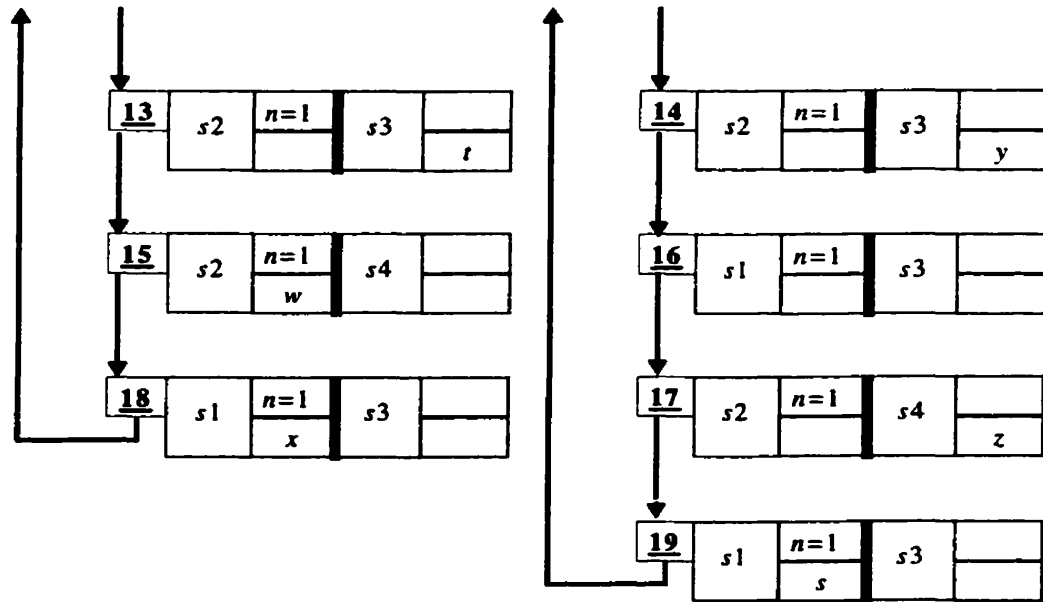 13 s2 n=1 s3
t
15 s2 n=1 s4
w
18 s1 n=1 s3
x
14 s2 n=1 s3
y
16 s1 n=1 s3
17 s2 n=1 s4
z
19 s1 n=1 s3
s